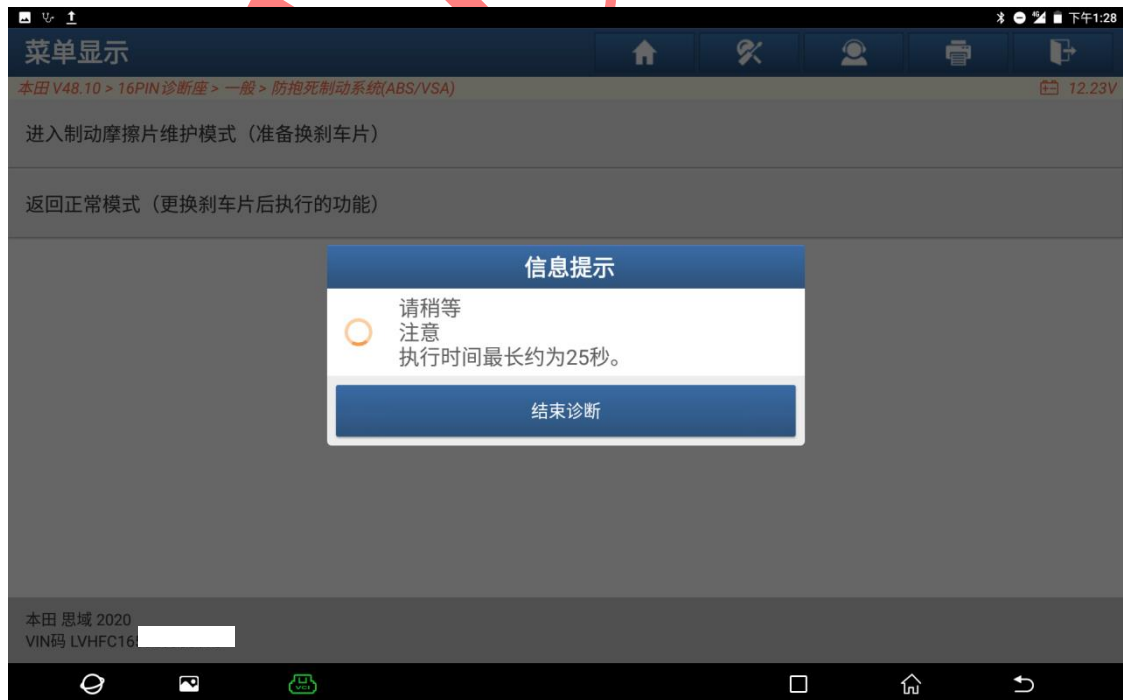 下午1:28
菜单显示
本田 V48.10 > 16PIN诊断座 > 一般 > 防抱死制动系统(ABS/VSA)
12.23V
进入制动摩擦片维护模式（准备换刹车片）
返回正常模式（更换刹车片后执行的功能）
信息提示
请稍等
注意
执行时间最长约为25秒。
结束诊断
本田 思域 2020
VIN码 LVHFC16
VCI